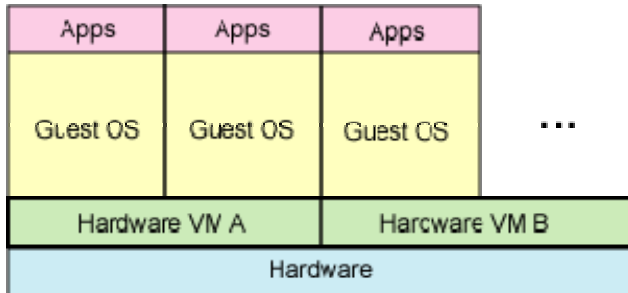 Apps Apps Apps
Guest OS Guest OS Guest OS ...
Hardware VM A Hardware VM B
Hardware